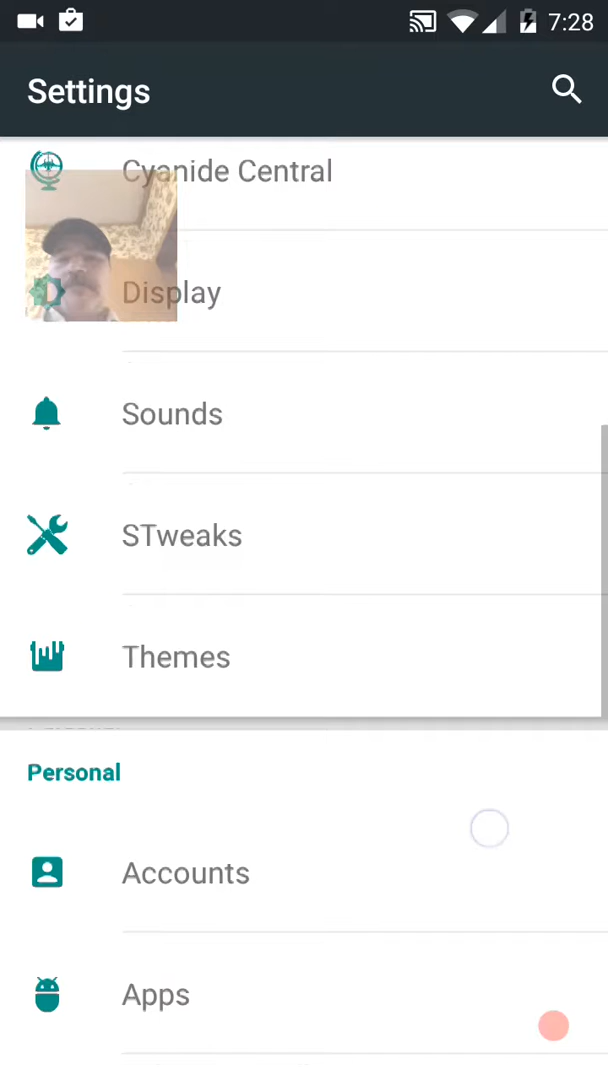 7:28
Settings
Cyanide Central
Display
Sounds
STweaks
Themes
Personal
Accounts
Apps